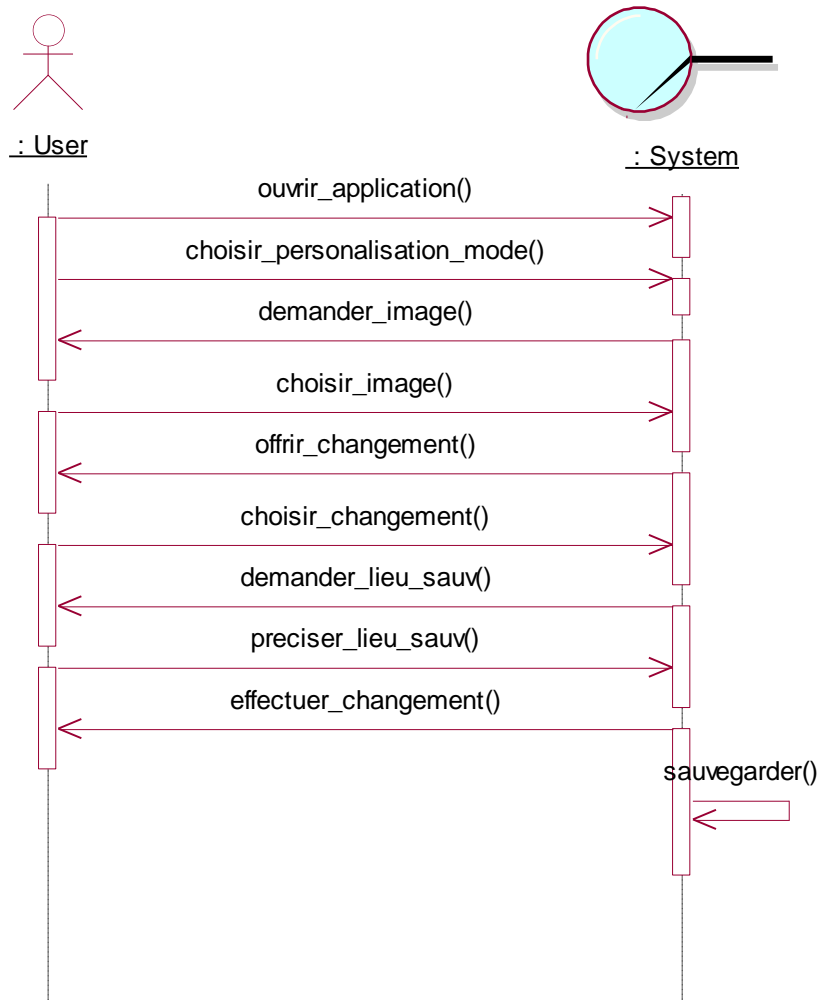 : User
: System
ouvrir_application()
choisir_personalisation_mode()
demander_image()
choisir_image()
offrir_changement()
choisir_changement()
demander_lieu_sauv()
preciser_lieu_sauv()
effectuer_changement()
sauvegarder()